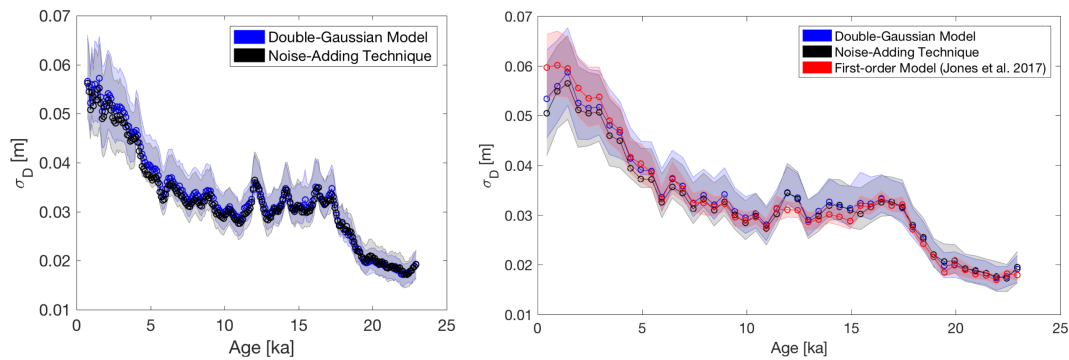 0.07
0.06
0.05
0.04
0.03
0.02
0.01
σD [m]
0 5 10 15 20 25
Age [ka]
Double-Gaussian Model
Noise-Adding Technique
0.07
0.06
0.05
0.04
0.03
0.02
0.01
σD [m]
0 5 10 15 20 25
Age [ka]
Double-Gaussian Model
Noise-Adding Technique
First-order Model (Jones et al. 2017)